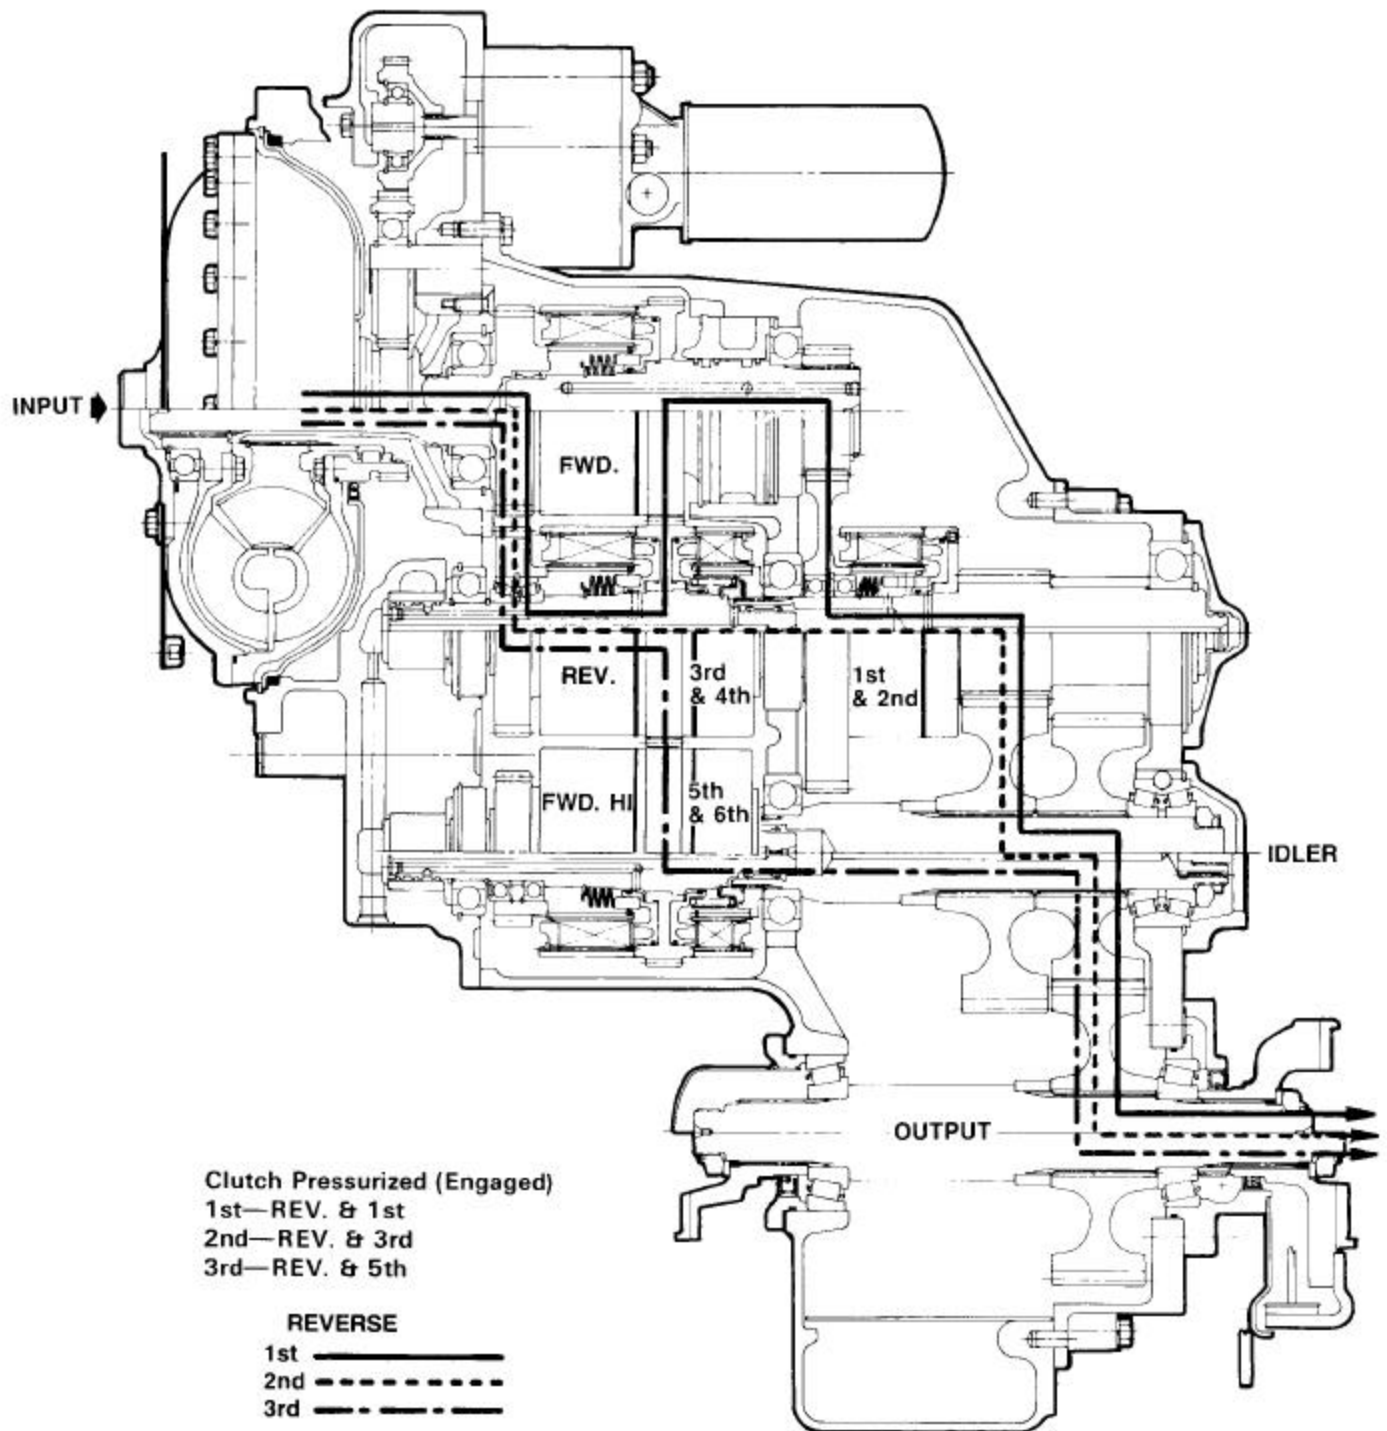 INPUT
FWD.
REV.
3rd
& 4th
1st
& 2nd
FWD. HI
5th
& 6th
IDLER
OUTPUT
Clutch Pressurized (Engaged)
1st—REV. & 1st
2nd—REV. & 3rd
3rd—REV. & 5th
REVERSE
1st
2nd
3rd